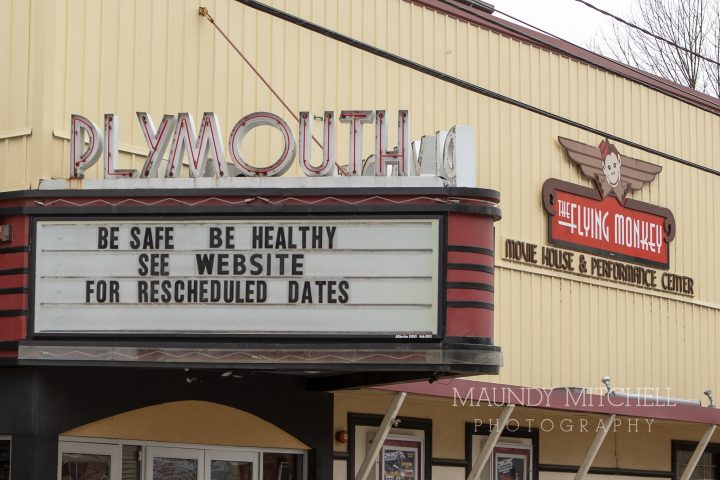 PLYMOUTH
BE SAFE BE HEALTHY
SEE WEBSITE
FOR RESCHEDULED DATES
THE FLYING MONKEY
MOVIE HOUSE & PERFORMANCE CENTER
MAUNDY MITCHELL
PHOTOGRAPHY